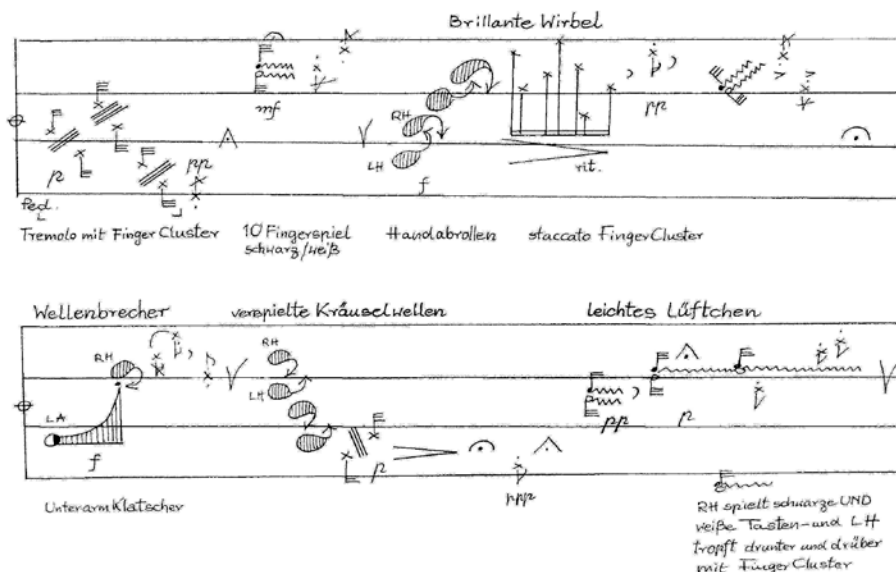 Brillante Wirbel
mf
RH
pp
p
pp
LH
f
rit.
Ped.
Tremolo mit Finger Cluster
10 Fingerspiel
schwarz/weiß
Handabrollen
staccato Finger Cluster
Wellenbrecher
verspielte Kräuselwellen
leichtes Lüftchen
RH
RH
LH
LA
f
p
pp
p
ppp
Unterarm Klatscher
RH spielt schwarze UND
weiße Tasten - und LH
tropft drunter und drüber
mit Finger Cluster